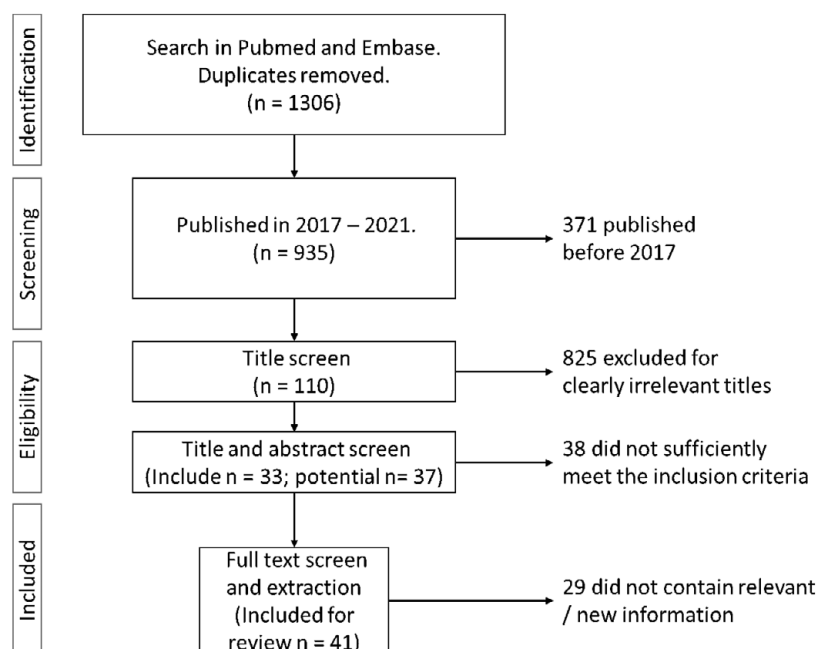 Identification
Search in Pubmed and Embase.
Duplicates removed.
(n = 1306)
Screening
Published in 2017 – 2021.
(n = 935)
371 published
before 2017
Eligibility
Title screen
(n = 110)
825 excluded for
clearly irrelevant titles
Title and abstract screen
(Include n = 33; potential n= 37)
38 did not sufficiently
meet the inclusion criteria
Included
Full text screen
and extraction
(Included for
review n = 41)
29 did not contain relevant
/ new information